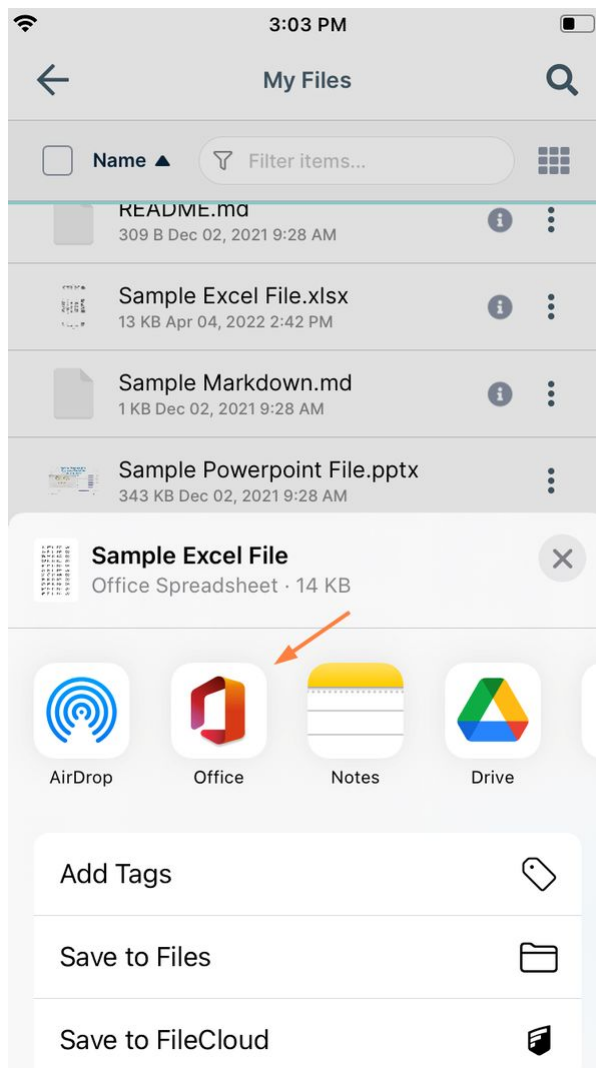 3:03 PM
My Files
Name ▲ Filter items...
README.md
309 B Dec 02, 2021 9:28 AM
Sample Excel File.xlsx
13 KB Apr 04, 2022 2:42 PM
Sample Markdown.md
1 KB Dec 02, 2021 9:28 AM
Sample Powerpoint File.pptx
343 KB Dec 02, 2021 9:28 AM
Sample Excel File
Office Spreadsheet · 14 KB
AirDrop Office Notes Drive
Add Tags
Save to Files
Save to FileCloud